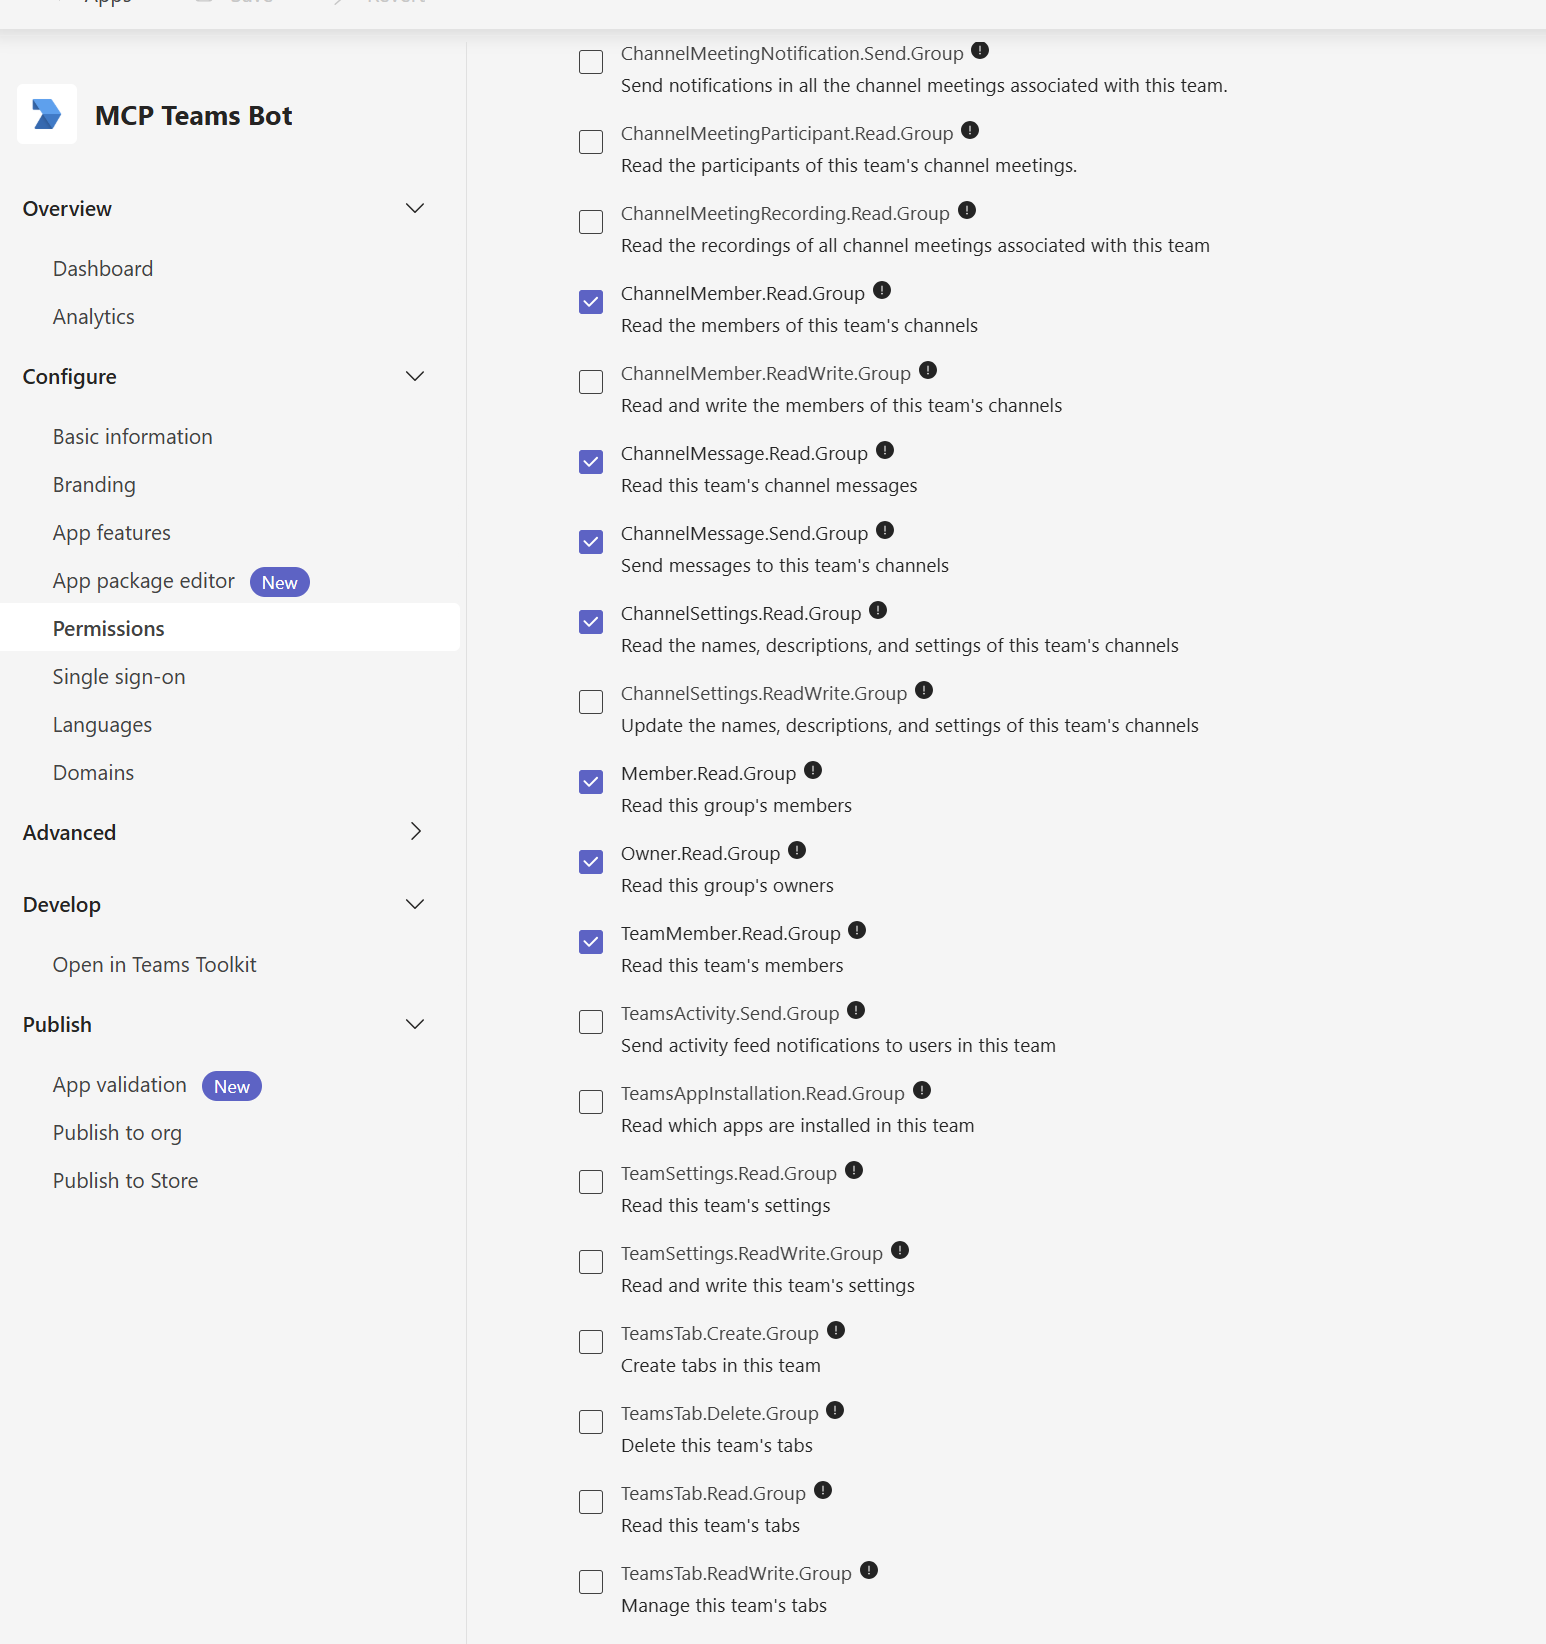 Apps
Save
Revert
MCP Teams Bot
Overview
Dashboard
Analytics
Configure
Basic information
Branding
App features
App package editor New
Permissions
Single sign-on
Languages
Domains
Advanced
Develop
Open in Teams Toolkit
Publish
App validation New
Publish to org
Publish to Store
ChannelMeetingNotification.Send.Group
Send notifications in all the channel meetings associated with this team.
ChannelMeetingParticipant.Read.Group
Read the participants of this team's channel meetings.
ChannelMeetingRecording.Read.Group
Read the recordings of all channel meetings associated with this team
ChannelMember.Read.Group
Read the members of this team's channels
ChannelMember.ReadWrite.Group
Read and write the members of this team's channels
ChannelMessage.Read.Group
Read this team's channel messages
ChannelMessage.Send.Group
Send messages to this team's channels
ChannelSettings.Read.Group
Read the names, descriptions, and settings of this team's channels
ChannelSettings.ReadWrite.Group
Update the names, descriptions, and settings of this team's channels
Member.Read.Group
Read this group's members
Owner.Read.Group
Read this group's owners
TeamMember.Read.Group
Read this team's members
TeamsActivity.Send.Group
Send activity feed notifications to users in this team
TeamsAppInstallation.Read.Group
Read which apps are installed in this team
TeamSettings.Read.Group
Read this team's settings
TeamSettings.ReadWrite.Group
Read and write this team's settings
TeamsTab.Create.Group
Create tabs in this team
TeamsTab.Delete.Group
Delete this team's tabs
TeamsTab.Read.Group
Read this team's tabs
TeamsTab.ReadWrite.Group
Manage this team's tabs